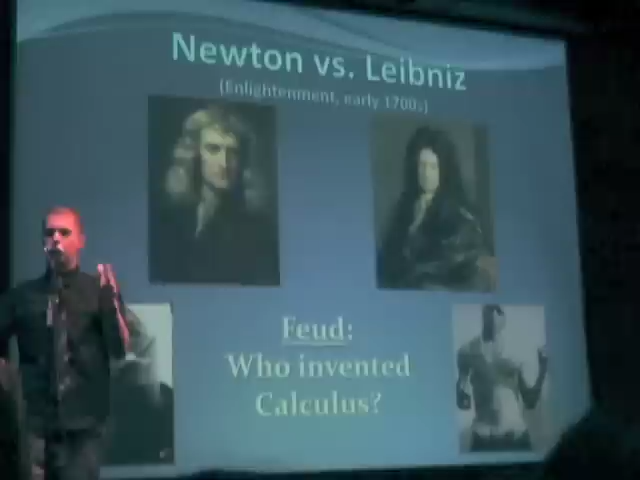 Newton vs. Leibniz
(Enlightenment, early 1700s)
Feud:
Who invented
Calculus?